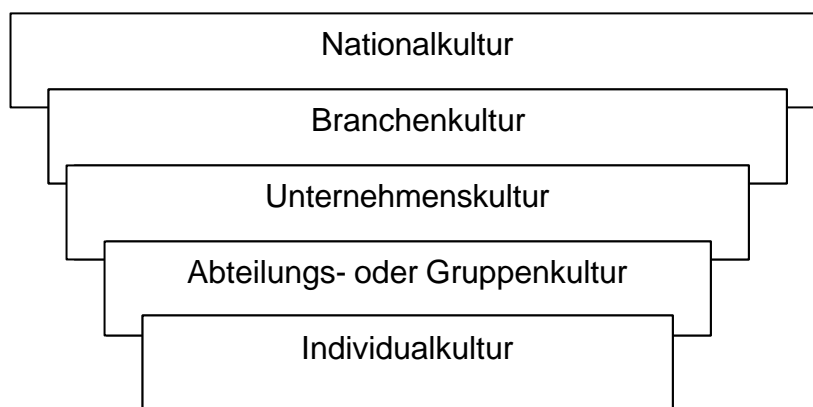 Nationalkultur
Branchenkultur
Unternehmenskultur
Abteilungs- oder Gruppenkultur
Individualkultur